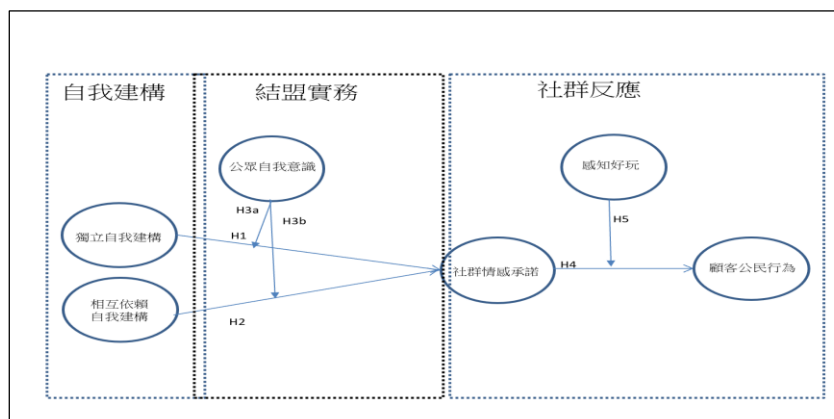 自我建構
結盟實務
社群反應
公眾自我意識
感知好玩
H3a
H3b
H5
獨立自我建構
H1
社群情感承諾
H4
顧客公民行為
相互依賴
自我建構
H2